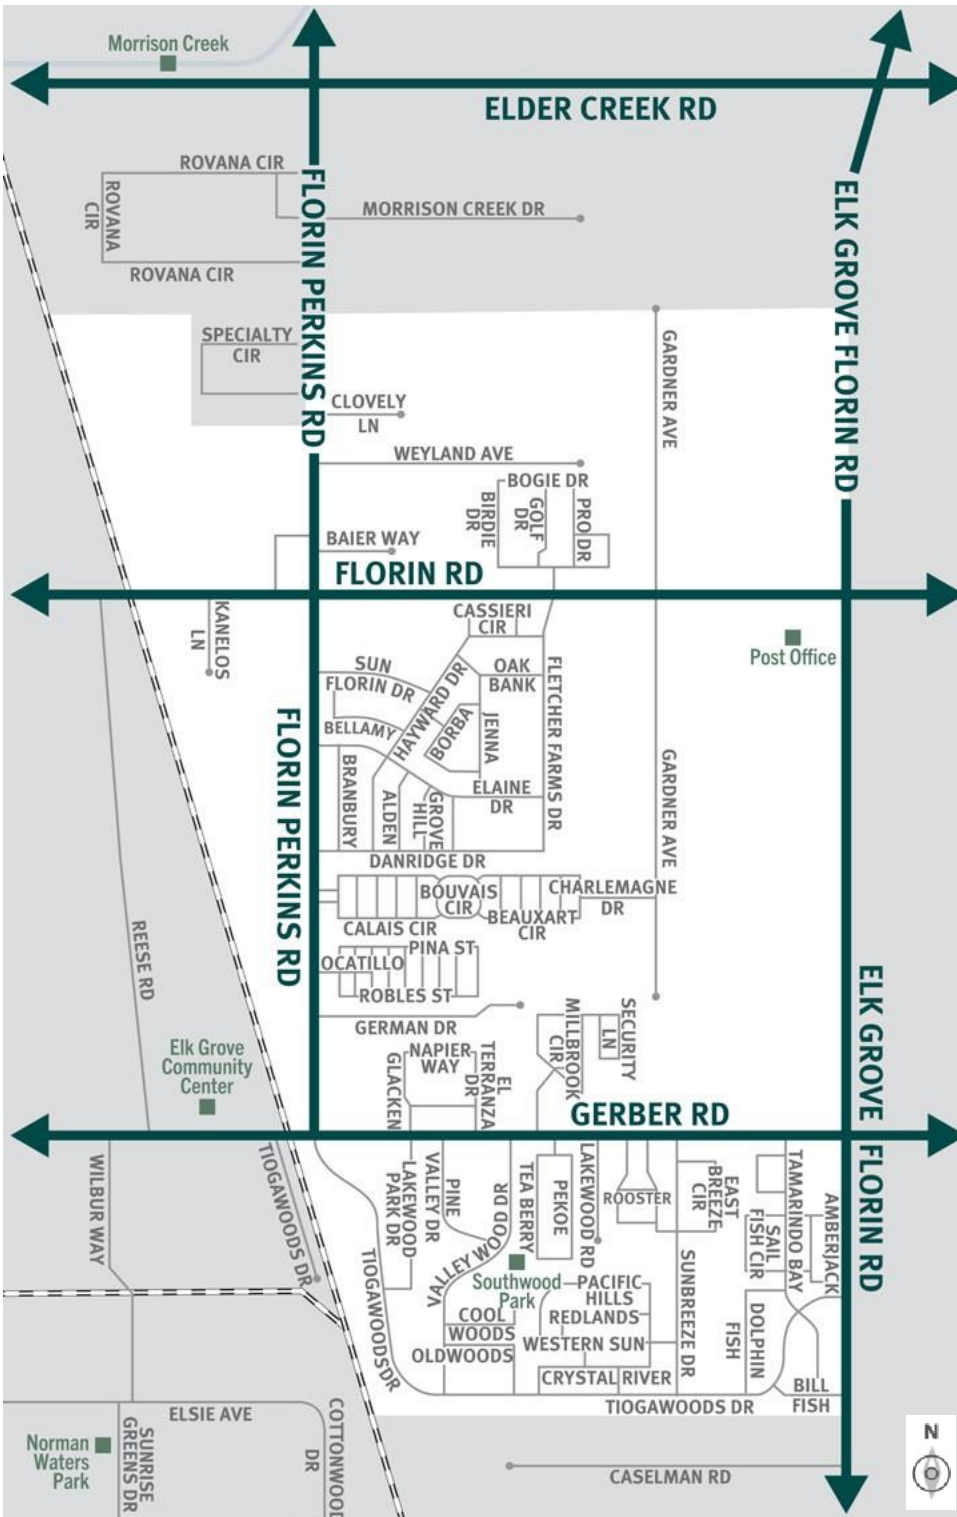 Morrison Creek
ELDER CREEK RD
ROVANA CIR
ROVANA
CIR
MORRISON CREEK DR
ROVANA CIR
FLORIN PERKINS RD
ELK GROVE FLORIN RD
SPECIALTY
CIR
GARDNER AVE
CLOVELY
LN
WEYLAND AVE
BOGIE DR
BIRDIE
DR
GOLF
DR
PRO DR
BAIER WAY
FLORIN RD
KANELOS
LN
CASSIERI
CIR
Post Office
SUN
FLORIN DR
HAYWARD DR
OAK
BANK
FLETCHER FARMS DR
BELLAMY
BORBA
JENNA
FLORIN PERKINS RD
BRANBURY
ALDEN
GROVE
HILL
ELAINE
DR
GARDNER AVE
DANRIDGE DR
BOUVAIS
CIR
CHARLEMAGNE
DR
CALAIS CIR
BEAUXART
CIR
REESE RD
PINA ST
OCATILLO
ROBLES ST
GERMAN DR
MILLBROOK
CIR
SECURITY
LN
ELK GROVE FLORIN RD
Elk Grove
Community
Center
NAPIER
WAY
GLACKEN
EL
TERRANZA
DR
GERBER RD
WILBUR WAY
TIOGAWOODS DR
LAKEWOOD
PARK DR
PINE
VALLEY DR
VALLEY WOOD DR
TEA BERRY
PEKOE
LAKEWOOD RD
ROOSTER
EAST
BREEZE
CIR
TAMARINDO BAY
SAIL
FISH CIR
AMBERJACK
TIOGAWOODS DR
Southwood
Park
PACIFIC
HILLS
SUNBREEZE DR
COOL
WOODS
REDLANDS
WESTERN SUN
DOLPHIN
FISH
OLDWOODS
CRYSTAL RIVER
BILL
FISH
TIOGAWOODS DR
ELSIE AVE
COTTONWOOD
DR
Norman
Waters
Park
SUNRISE
GREENS DR
CASELMAN RD
N